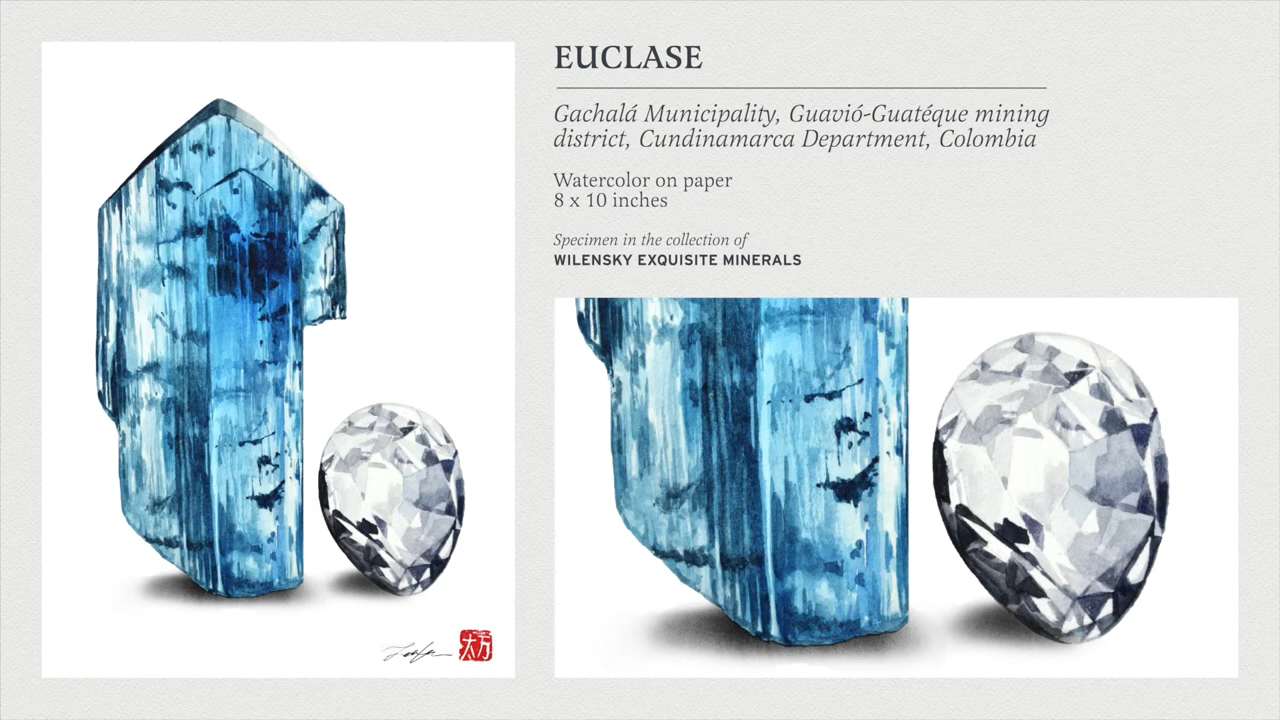 EUCLASE
Gachalá Municipality, Guavió-Guatéque mining
district, Cundinamarca Department, Colombia
Watercolor on paper
8 x 10 inches
Specimen in the collection of
WILENSKY EXQUISITE MINERALS